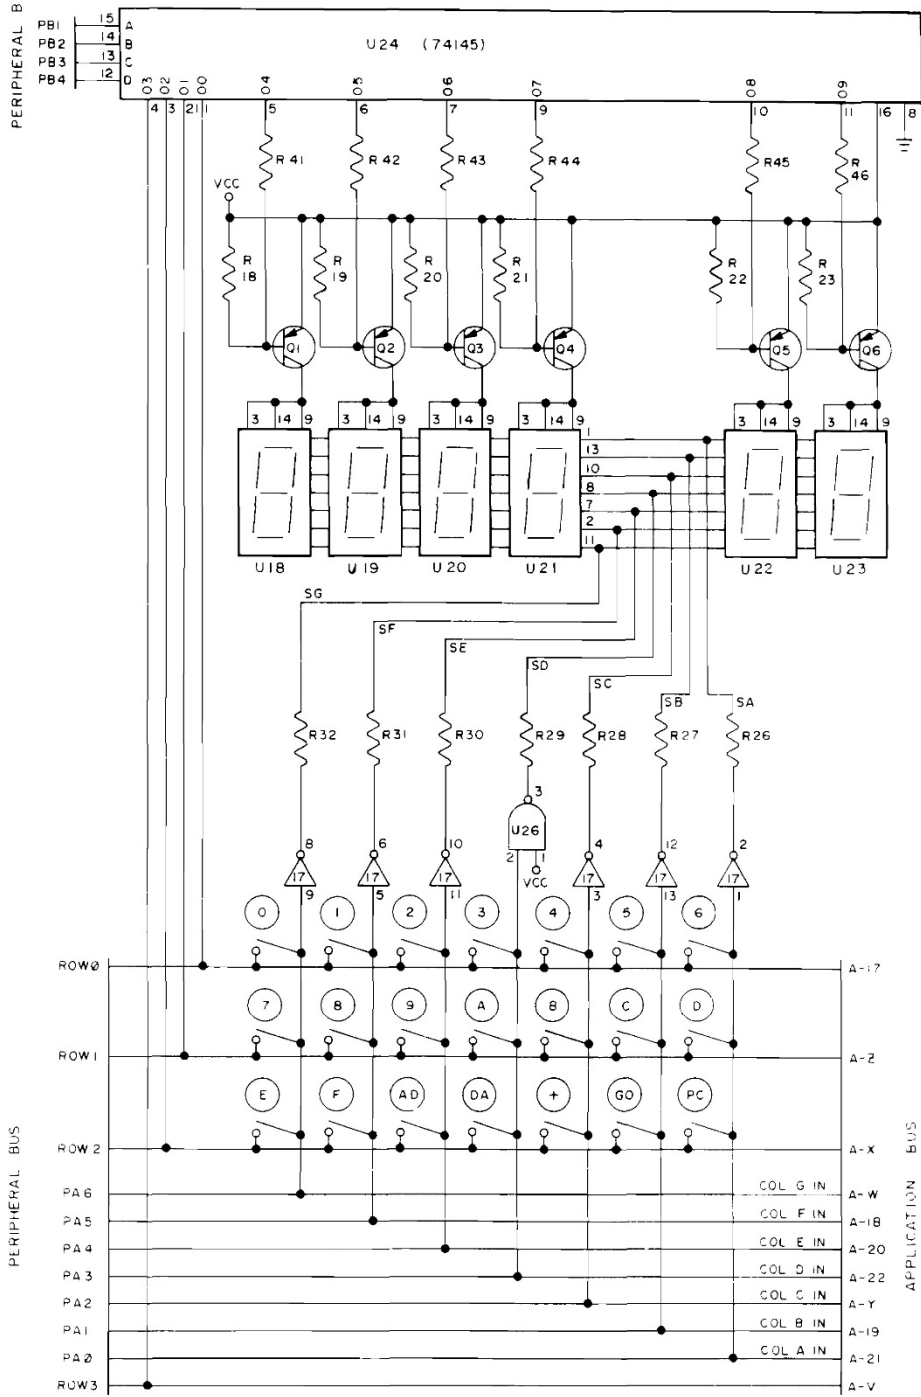 PERIPHERAL B
PB1 15 A
PB2 14 B
PB3 13 C
PB4 12 D
U24 (74145)
03 02 01 00 04 05 06 07 08 09
4 3 2 1 5 6 7 9 10 11 16 8
R41 R42 R43 R44 R45 R46
VCC
R18 R19 R20 R21 R22 R23
Q1 Q2 Q3 Q4 Q5 Q6
3 14 9 3 14 9 3 14 9 3 14 9 3 14 9 3 14 9
1
13
10
8
7
2
11
U18 U19 U20 U21 U22 U23
SG
SF
SE
SD
SC
SB SA
R32 R31 R30 R29 R28 R27 R26
3
U26
2 1
VCC
8 6 10 4 12 2
17 17 17 17 17 17
9 5 11 3 13 1
0 1 2 3 4 5 6
ROWØ A-17
7 8 9 A B C D
ROW1 A-Z
E F AD DA + GO PC
ROW2 A-X
PA6 COL G IN A-W
PA5 COL F IN A-18
PA4 COL E IN A-20
PA3 COL D IN A-22
PA2 COL C IN A-Y
PA1 COL B IN A-19
PAØ COL A IN A-21
ROW3 A-V
PERIPHERAL BUS
APPLICATION BUS